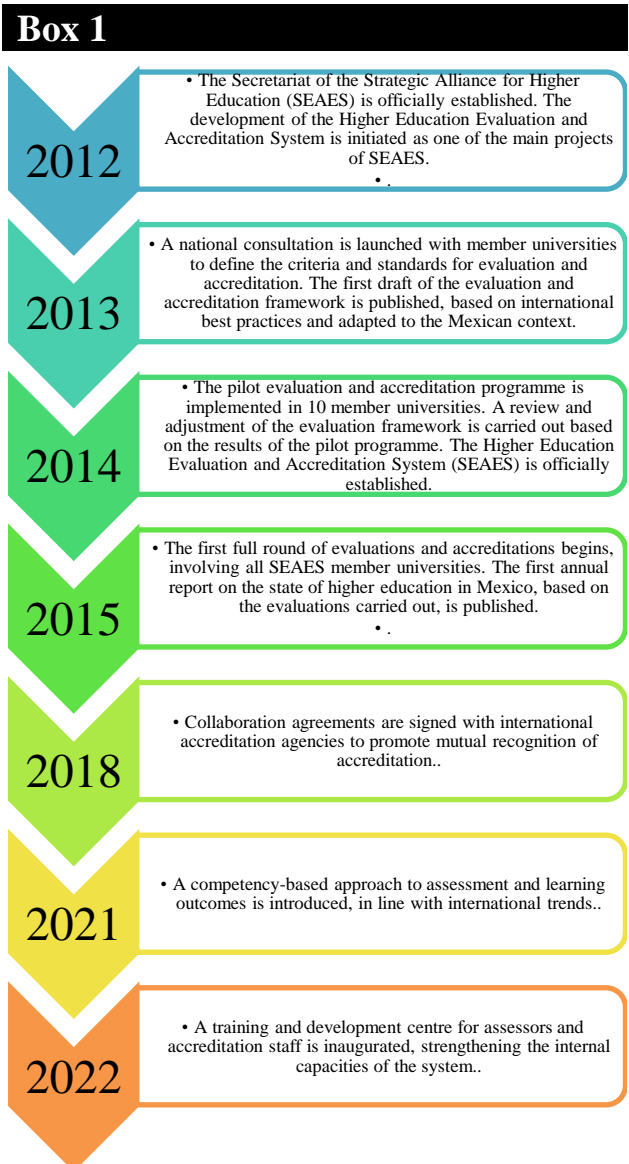 Box 1
2012
• The Secretariat of the Strategic Alliance for Higher
Education (SEAES) is officially established. The
development of the Higher Education Evaluation and
Accreditation System is initiated as one of the main projects
of SEAES.
• .
2013
• A national consultation is launched with member universities
to define the criteria and standards for evaluation and
accreditation. The first draft of the evaluation and
accreditation framework is published, based on international
best practices and adapted to the Mexican context.
2014
• The pilot evaluation and accreditation programme is
implemented in 10 member universities. A review and
adjustment of the evaluation framework is carried out based
on the results of the pilot programme. The Higher Education
Evaluation and Accreditation System (SEAES) is officially
established.
2015
• The first full round of evaluations and accreditations begins,
involving all SEAES member universities. The first annual
report on the state of higher education in Mexico, based on
the evaluations carried out, is published.
• .
2018
• Collaboration agreements are signed with international
accreditation agencies to promote mutual recognition of
accreditation..
2021
• A competency-based approach to assessment and learning
outcomes is introduced, in line with international trends..
2022
• A training and development centre for assessors and
accreditation staff is inaugurated, strengthening the internal
capacities of the system..